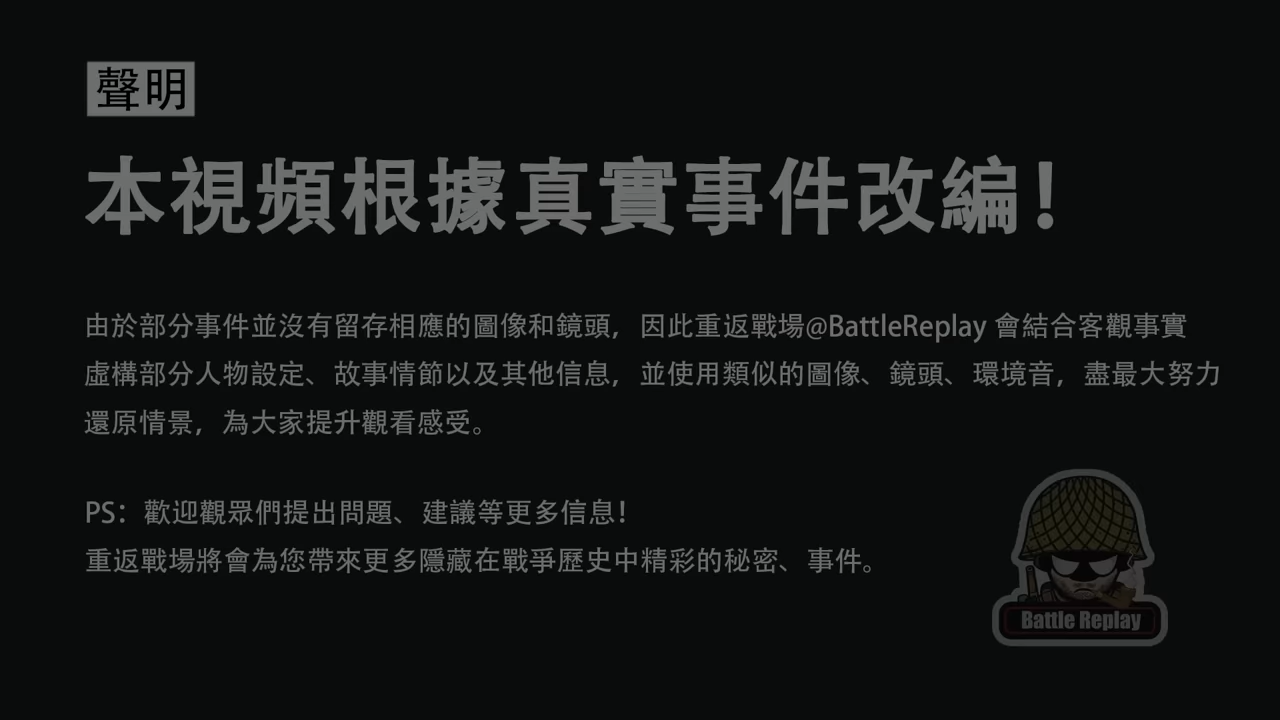 聲明
本視頻根據真實事件改編！
由於部分事件並沒有留存相應的圖像和鏡頭，因此重返戰場@BattleReplay 會結合客觀事實
虛構部分人物設定、故事情節以及其他信息，並使用類似的圖像、鏡頭、環境音，盡最大努力
還原情景，為大家提升觀看感受。
PS：歡迎觀眾們提出問題、建議等更多信息！
重返戰場將會為您帶來更多隱藏在戰爭歷史中精彩的秘密、事件。
Battle Replay